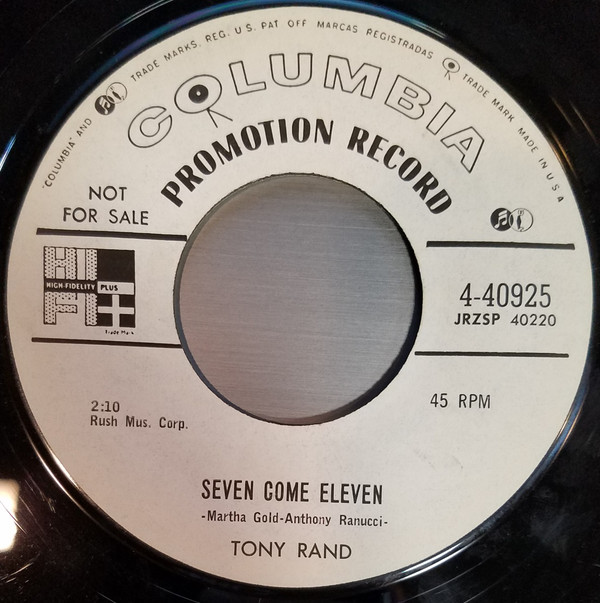 "COLUMBIA" AND TRADE MARKS, REG. U.S. PAT OFF MARCAS REGISTRADAS TRADE MARK MADE IN U S A
COLUMBIA
PROMOTION RECORD
NOT
FOR SALE
HI
HIGH-FIDELITY PLUS
FI
Trade Mark
4-40925
JRZSP 40220
2:10
Rush Mus. Corp.
45 RPM
SEVEN COME ELEVEN
-Martha Gold-Anthony Ranucci-
TONY RAND